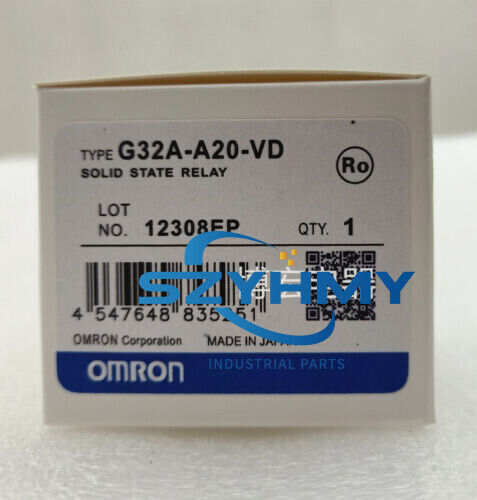 TYPE G32A-A20-VD
SOLID STATE RELAY
Ro
LOT
NO. 12308EP QTY. 1
SZYHMY
4 547648 835251
OMRON Corporation MADE IN JAPAN
INDUSTRIAL PARTS
OMRON